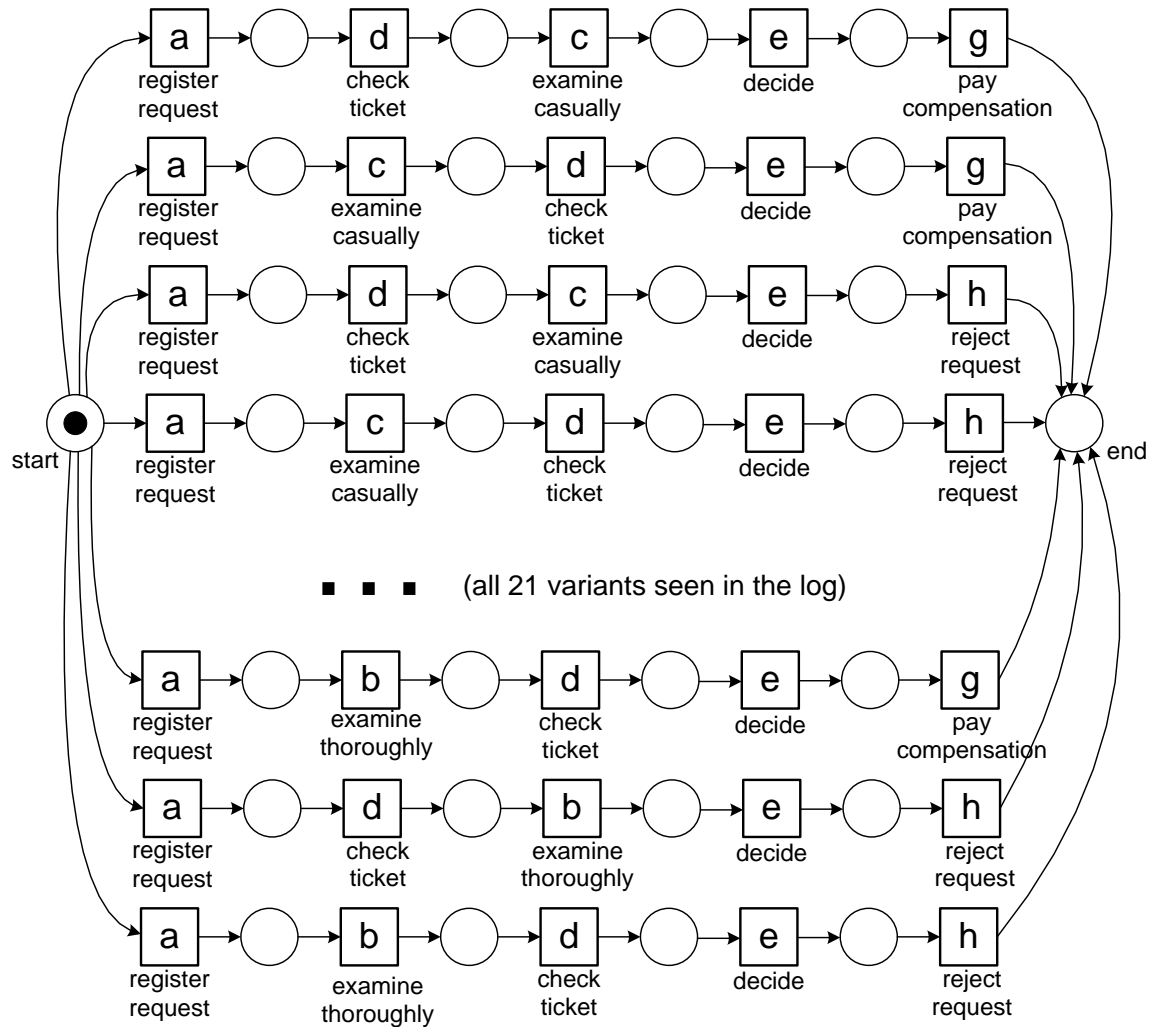 a d c e g
register check examine decide pay
request ticket casually compensation
a c d e g
register examine check decide pay
request casually ticket compensation
a d c e h
register check examine decide reject
request ticket casually request
a c d e h
start register examine check decide reject end
request casually ticket request
(all 21 variants seen in the log)
a b d e g
register examine check decide pay
request thoroughly ticket compensation
a d b e h
register check examine decide reject
request ticket thoroughly request
a b d e h
register examine check decide reject
request thoroughly ticket request